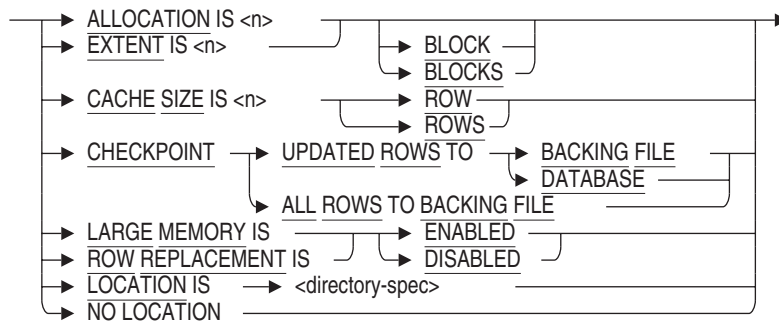 ALLOCATION IS <n>
EXTENT IS <n>
BLOCK
BLOCKS
CACHE SIZE IS <n>
ROW
ROWS
CHECKPOINT
UPDATED ROWS TO
BACKING FILE
DATABASE
ALL ROWS TO BACKING FILE
LARGE MEMORY IS
ROW REPLACEMENT IS
ENABLED
DISABLED
LOCATION IS
<directory-spec>
NO LOCATION